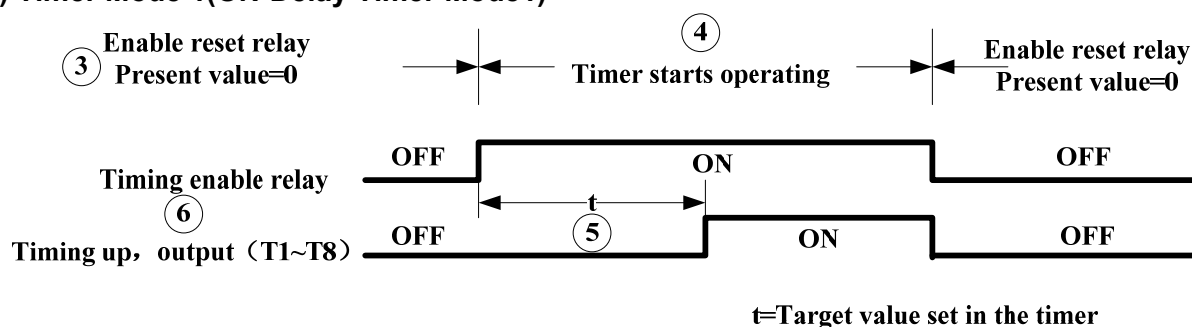 ) Timer Mode 1(ON-Delay Timer Mode1)
③ Enable reset relay
Present value=0
④
Timer starts operating
Enable reset relay
Present value=0
Timing enable relay
OFF
ON
OFF
t
⑥
⑤
Timing up, output（T1~T8）
OFF
ON
OFF
t=Target value set in the timer